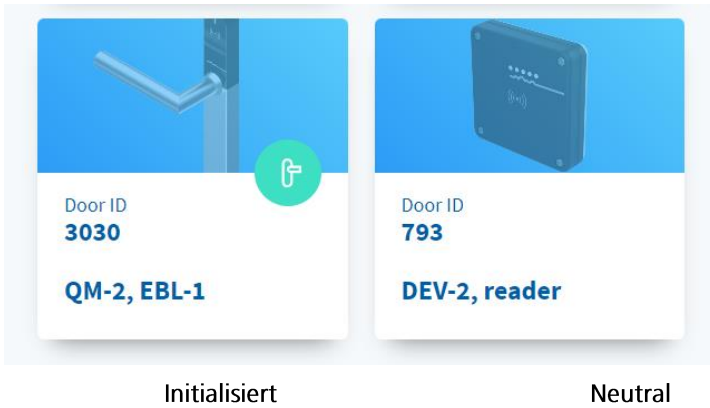 Door ID
3030
QM-2, EBL-1
Door ID
793
DEV-2, reader
Initialisiert
Neutral